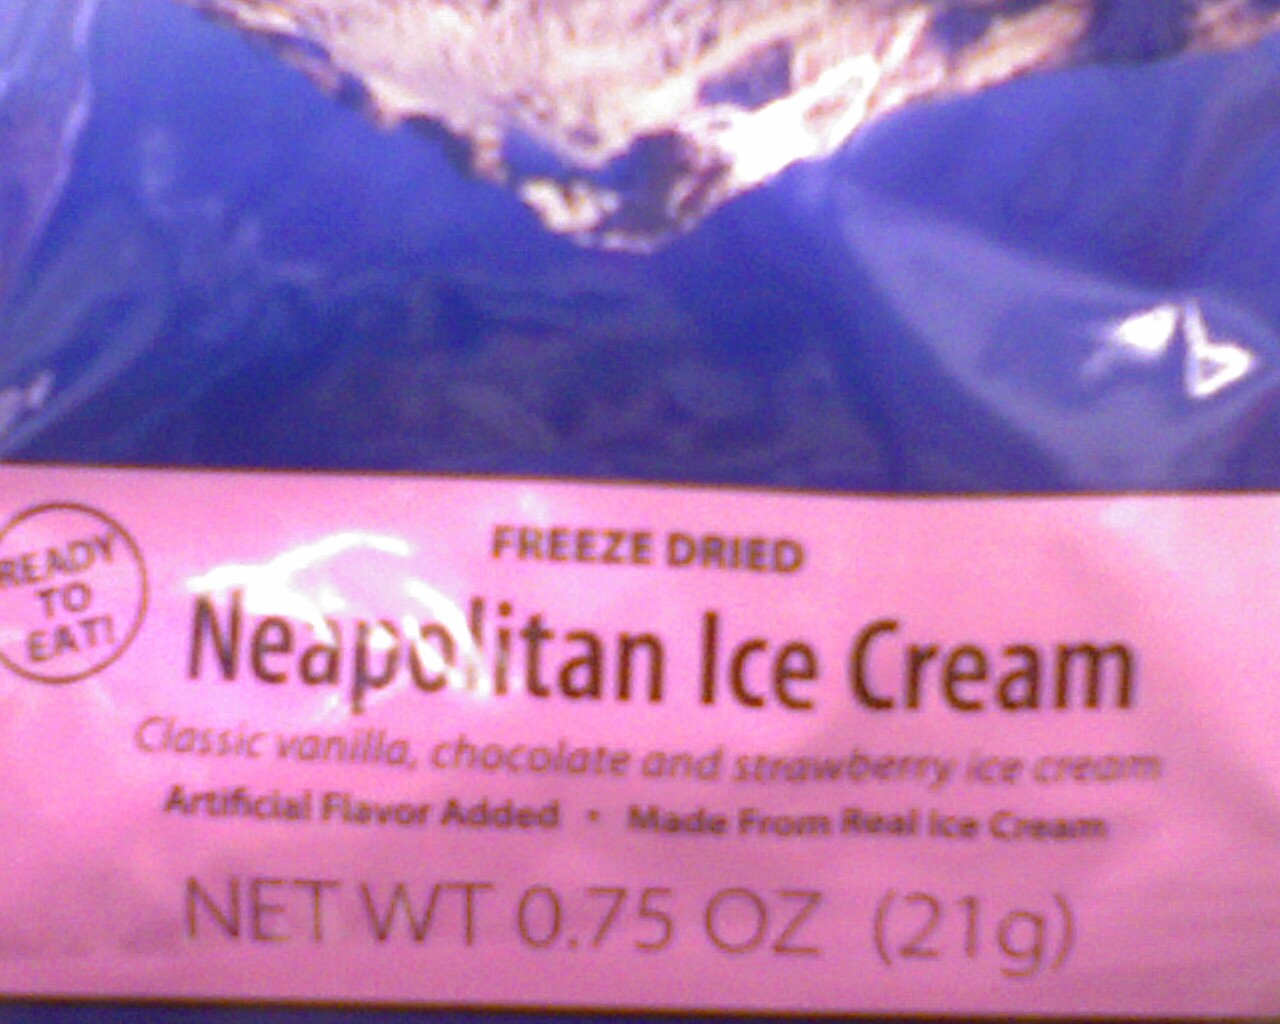 READY
TO
EAT!
FREEZE DRIED
Neapolitan Ice Cream
Classic vanilla, chocolate and strawberry ice cream
Artificial Flavor Added • Made From Real Ice Cream
NET WT 0.75 OZ (21g)